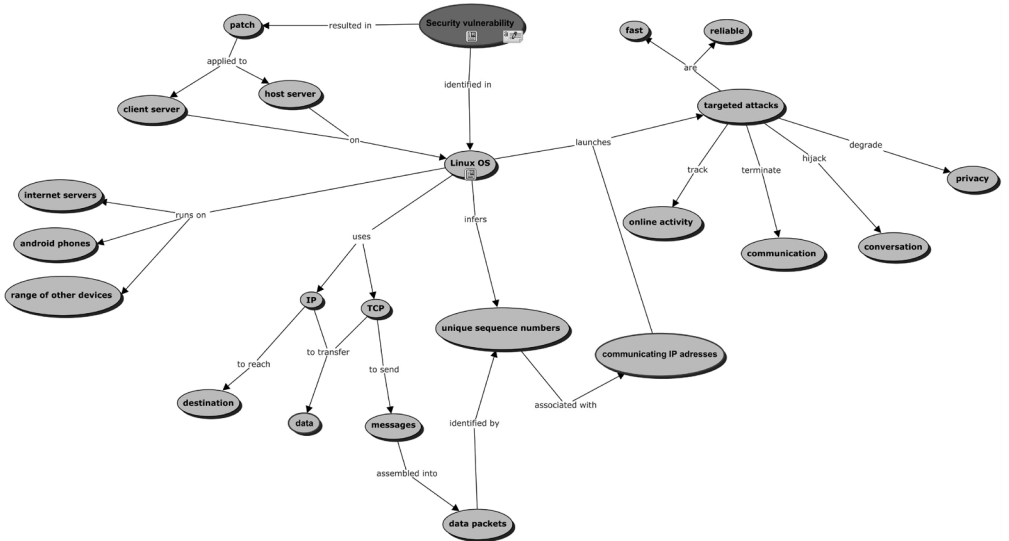 patch
resulted in
Security vulnerability
fast
reliable
are
applied to
identified in
host server
client server
targeted attacks
on
launches
degrade
Linux OS
hijack
track
terminate
privacy
internet servers
runs on
infers
online activity
android phones
uses
communication
conversation
range of other devices
IP
TCP
unique sequence numbers
to transfer
communicating IP adresses
to reach
to send
destination
associated with
data
messages
identified by
assembled into
data packets